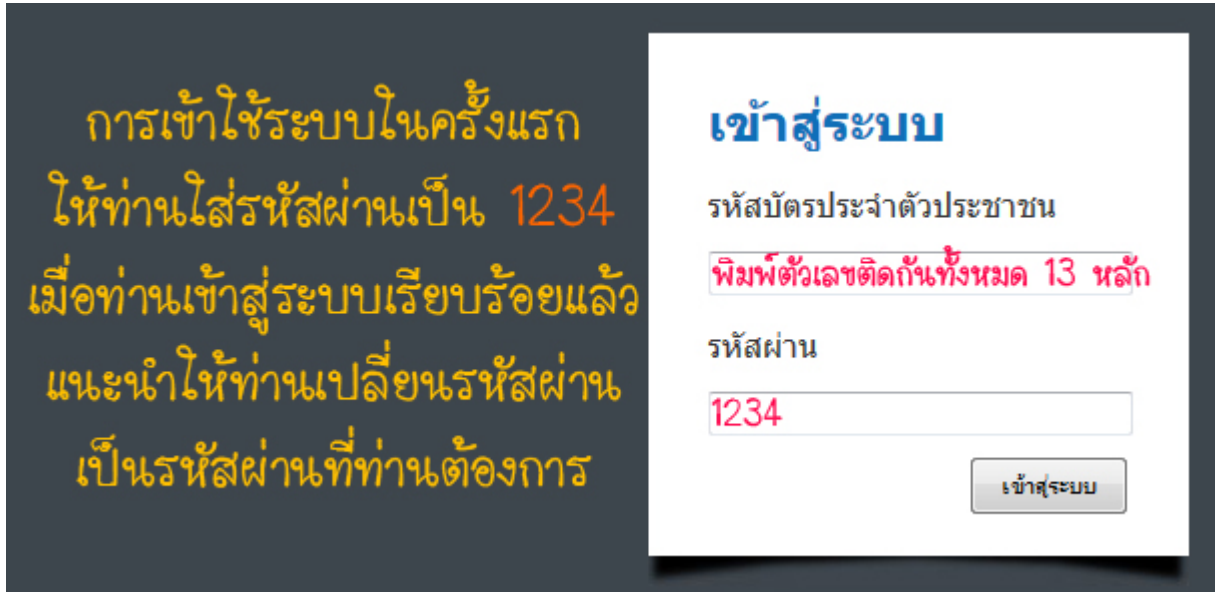 การเข้าใช้ระบบในครั้งแรก
ให้ท่านใส่รหัสผ่านเป็น 1234
เมื่อท่านเข้าสู่ระบบเรียบร้อยแล้ว
แนะนำให้ท่านเปลี่ยนรหัสผ่าน
เป็นรหัสผ่านที่ท่านต้องการ
เข้าสู่ระบบ
รหัสบัตรประจำตัวประชาชน
พิมพ์ตัวเลขติดกันทั้งหมด 13 หลัก
รหัสผ่าน
1234
เข้าสู่ระบบ